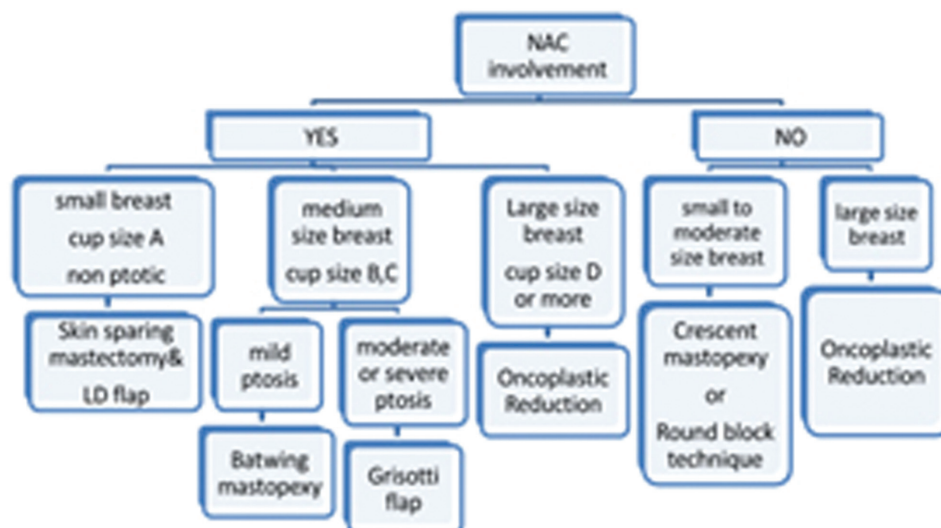 NAC
involvement
YES
NO
small breast
cup size A
non ptotic
medium
size breast
cup size B,C
Large size
breast
cup size D
or more
small to
moderate
size breast
large size
breast
Skin sparing
mastectomy&
LD flap
mild
ptosis
moderate
or severe
ptosis
Oncoplastic
Reduction
Crescent
mastopexy
or
Round block
technique
Oncoplastic
Reduction
Batwing
mastopexy
Grisotti
flap